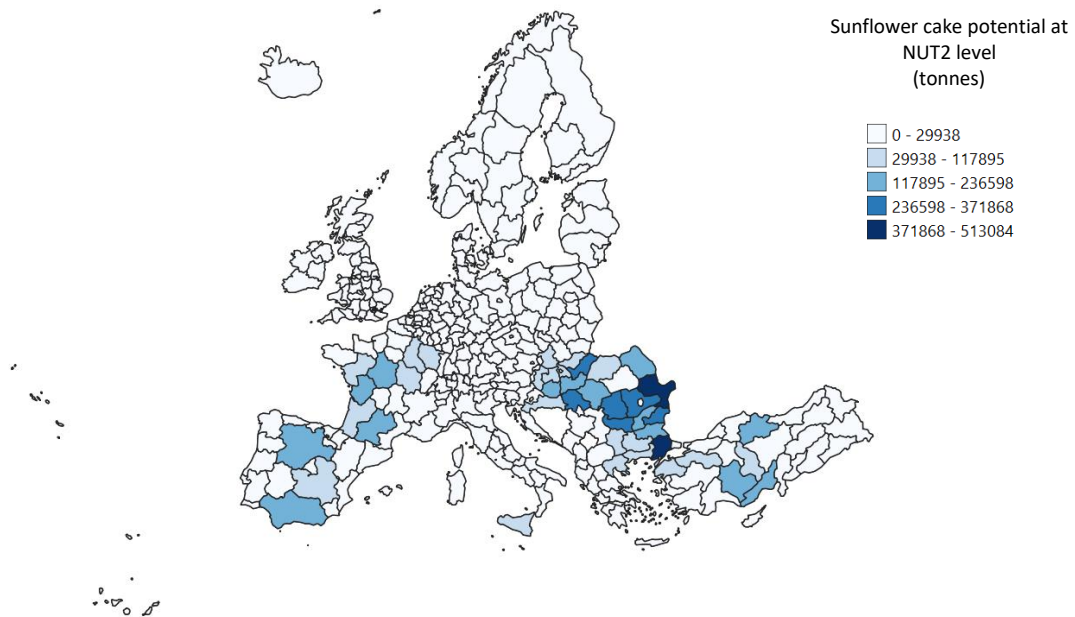 Sunflower cake potential at
NUT2 level
(tonnes)
0 - 29938
29938 - 117895
117895 - 236598
236598 - 371868
371868 - 513084